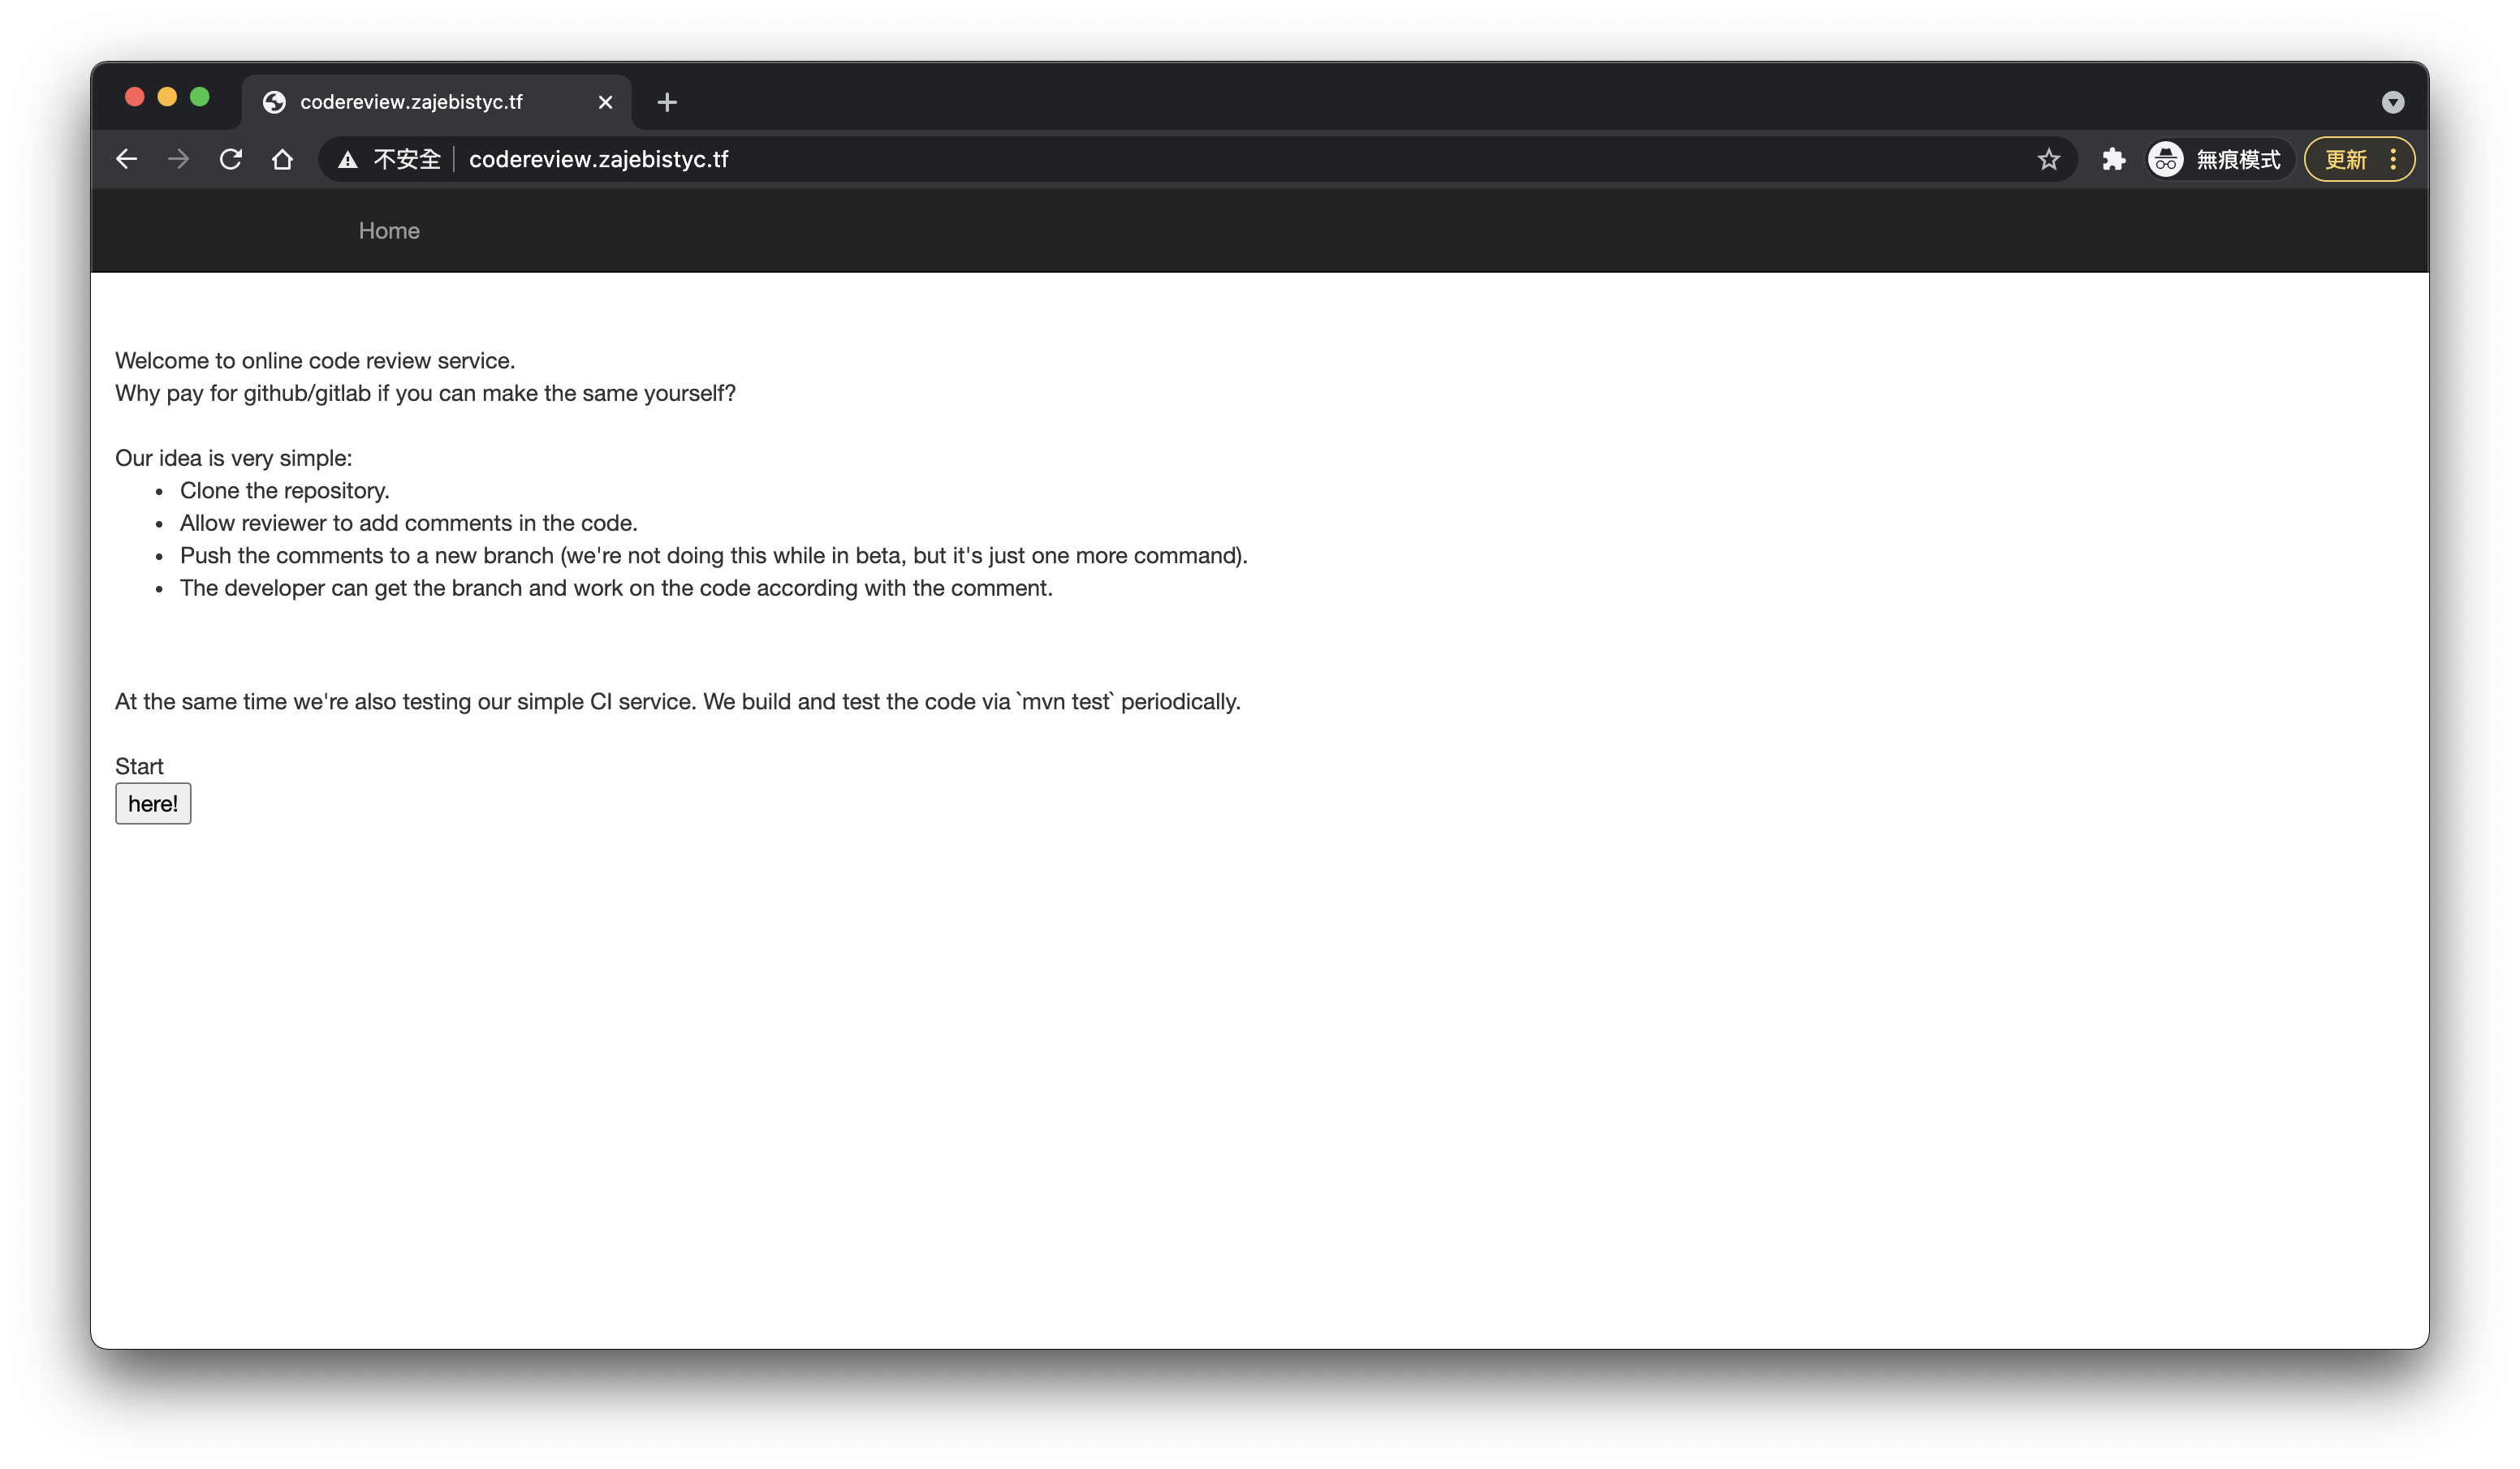 codereview.zajebistyc.tf
不安全 codereview.zajebistyc.tf 無痕模式 更新
Home
Welcome to online code review service.
Why pay for github/gitlab if you can make the same yourself?
Our idea is very simple:
• Clone the repository.
• Allow reviewer to add comments in the code.
• Push the comments to a new branch (we're not doing this while in beta, but it's just one more command).
• The developer can get the branch and work on the code according with the comment.
At the same time we're also testing our simple CI service. We build and test the code via `mvn test` periodically.
Start
here!